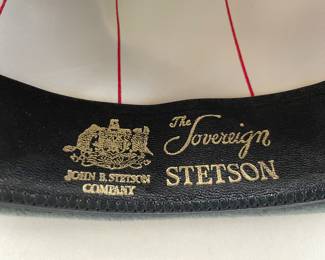 JOHN B. STETSON
COMPANY
The Sovereign
STETSON